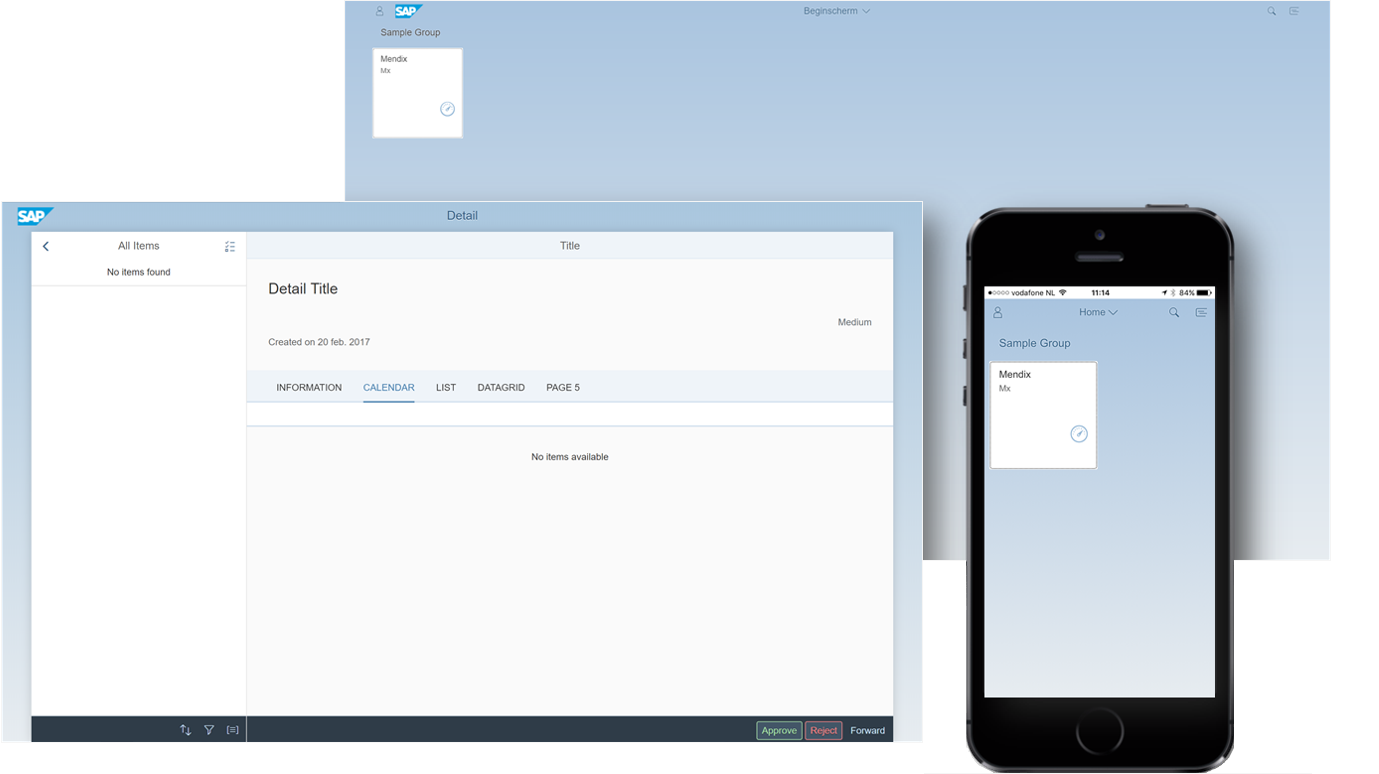 SAP
Beginscherm
Sample Group
Mendix
Mx
SAP
Detail
All Items
No items found
Title
Detail Title
Medium
Created on 20 feb. 2017
INFORMATION CALENDAR LIST DATAGRID PAGE 5
No items available
Approve Reject Forward
vodafone NL 11:14 84%
Home
Sample Group
Mendix
Mx